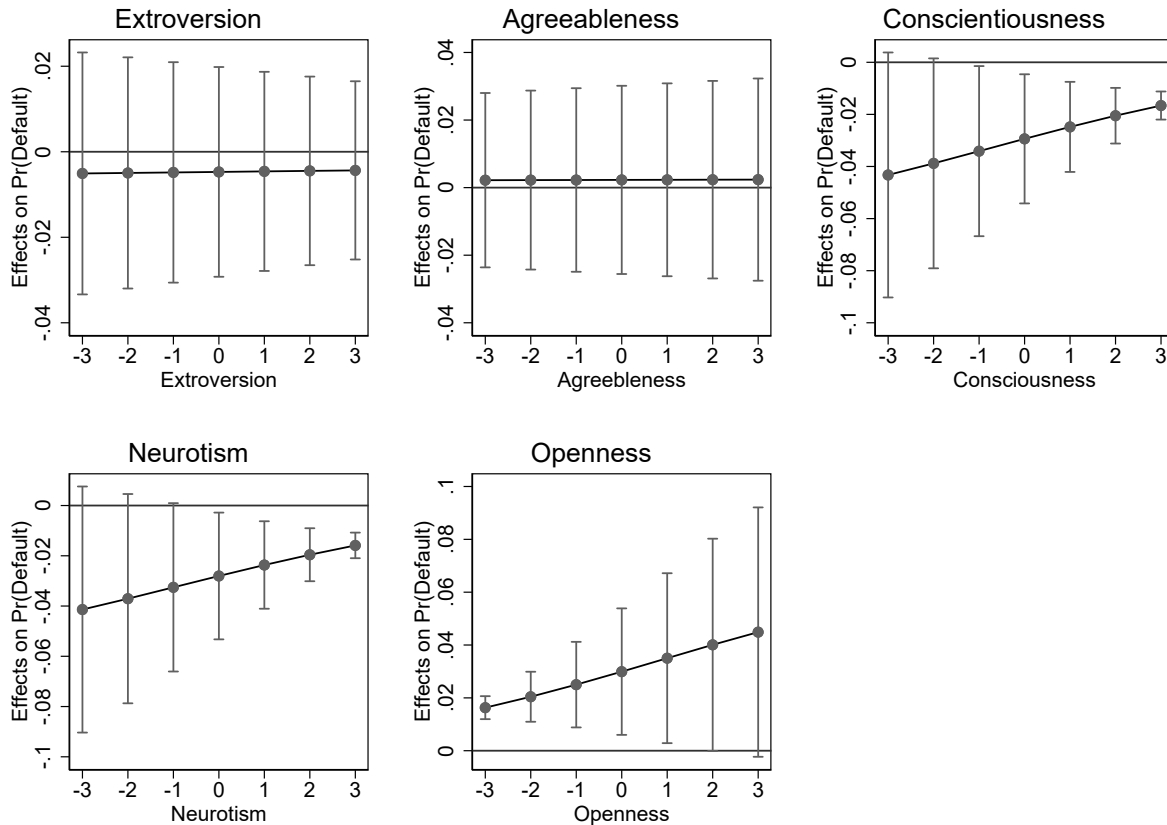 Extroversion
Effects on Pr(Default)
.02
0
-.02
-.04
-3 -2 -1 0 1 2 3
Extroversion
Agreeableness
Effects on Pr(Default)
.04
.02
0
-.02
-.04
-3 -2 -1 0 1 2 3
Agreebleness
Conscientiousness
Effects on Pr(Default)
0
-.02
-.04
-.06
-.08
-.1
-3 -2 -1 0 1 2 3
Consciousness
Neurotism
Effects on Pr(Default)
0
-.02
-.04
-.06
-.08
-.1
-3 -2 -1 0 1 2 3
Neurotism
Openness
Effects on Pr(Default)
.1
.08
.06
.04
.02
0
-3 -2 -1 0 1 2 3
Openness